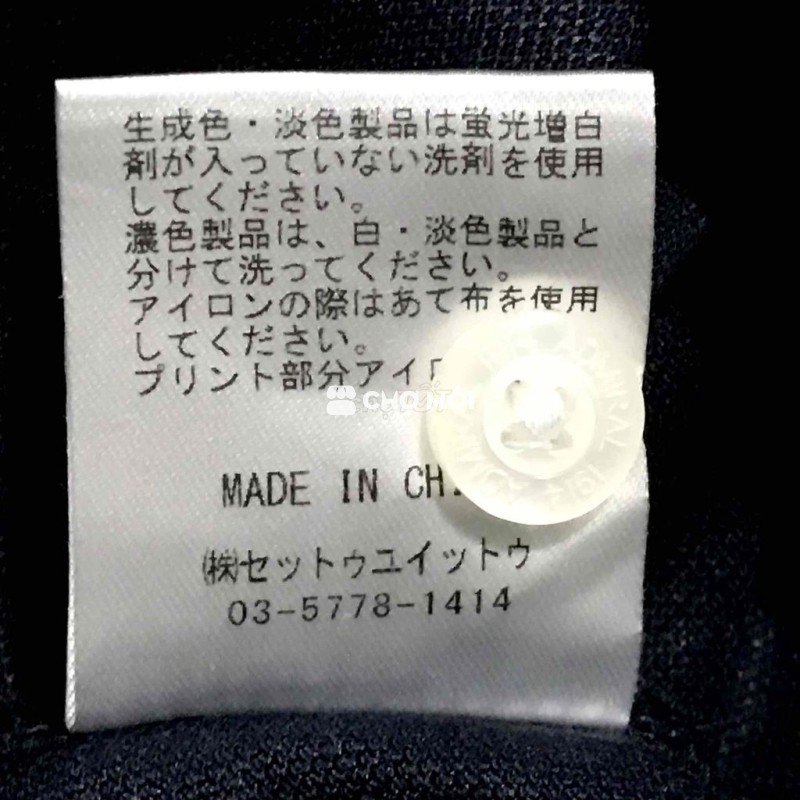 生成色・淡色製品は蛍光増白
剤が入っていない洗剤を使用
してください。
濃色製品は、白・淡色製品と
分けて洗ってください。
アイロンの際はあて布を使用
してください。
プリント部分アイ
MADE IN CH
㈱セットゥユイットウ
03-5778-1414
CHOTOT